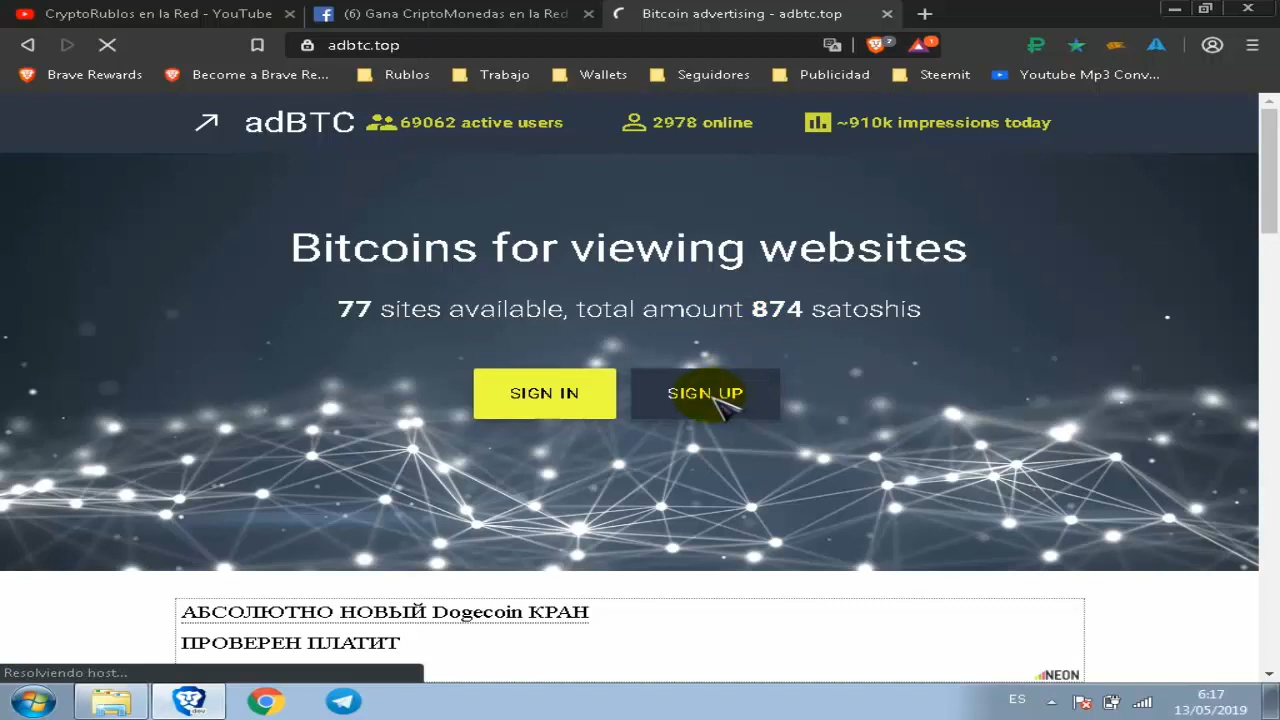 CryptoRublos en la Red - YouTube
(6) Gana CriptoMonedas en la Red
Bitcoin advertising - adbtc.top
adbtc.top
7
1
Brave Rewards
Become a Brave Re...
Rublos
Trabajo
Wallets
Seguidores
Publicidad
Steemit
Youtube Mp3 Conv...
adBTC
69062 active users
2978 online
~910k impressions today
Bitcoins for viewing websites
77 sites available, total amount 874 satoshis
SIGN IN
SIGN UP
АБСОЛЮТНО НОВЫЙ Dogecoin КРАН
ПРОВЕРЕН ПЛАТИТ
NEON
Resolviendo host...
dev
ES
6:17
13/05/2019